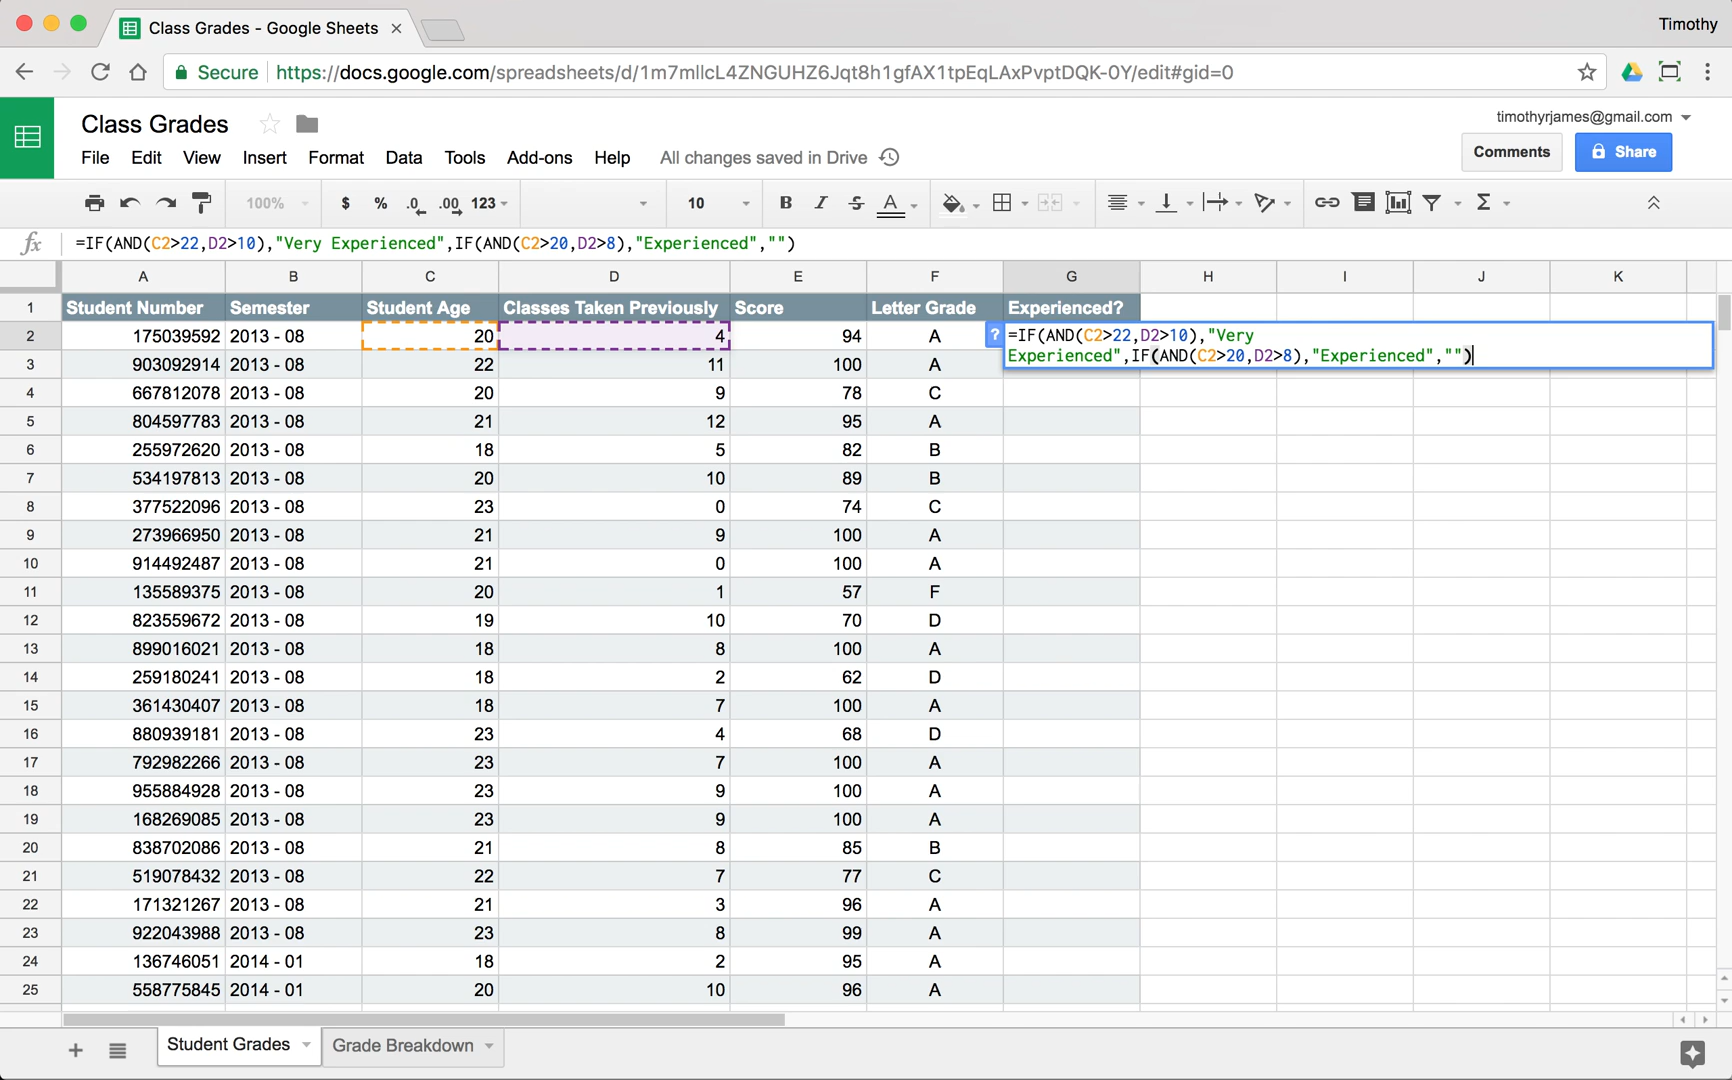 Class Grades - Google Sheets
Timothy
Secure https://docs.google.com/spreadsheets/d/1m7mllcL4ZNGUHZ6Jqt8h1gfAX1tpEqLAxPvptDQK-0Y/edit#gid=0
Class Grades
timothyrjames@gmail.com
File Edit View Insert Format Data Tools Add-ons Help All changes saved in Drive
Comments Share
100% $ % .0 .00 123 10 B I S A Σ
fx =IF(AND(C2>22,D2>10),"Very Experienced",IF(AND(C2>20,D2>8),"Experienced","")
A B C D E F G H I J K
1 Student Number Semester Student Age Classes Taken Previously Score Letter Grade Experienced?
2 175039592 2013 - 08 20 4 94 A ? =IF(AND(C2>22,D2>10),"Very
Experienced",IF(AND(C2>20,D2>8),"Experienced","")
3 903092914 2013 - 08 22 11 100 A
4 667812078 2013 - 08 20 9 78 C
5 804597783 2013 - 08 21 12 95 A
6 255972620 2013 - 08 18 5 82 B
7 534197813 2013 - 08 20 10 89 B
8 377522096 2013 - 08 23 0 74 C
9 273966950 2013 - 08 21 9 100 A
10 914492487 2013 - 08 21 0 100 A
11 135589375 2013 - 08 20 1 57 F
12 823559672 2013 - 08 19 10 70 D
13 899016021 2013 - 08 18 8 100 A
14 259180241 2013 - 08 18 2 62 D
15 361430407 2013 - 08 18 7 100 A
16 880939181 2013 - 08 23 4 68 D
17 792982266 2013 - 08 23 7 100 A
18 955884928 2013 - 08 23 9 100 A
19 168269085 2013 - 08 23 9 100 A
20 838702086 2013 - 08 21 8 85 B
21 519078432 2013 - 08 22 7 77 C
22 171321267 2013 - 08 21 3 96 A
23 922043988 2013 - 08 23 8 99 A
24 136746051 2014 - 01 18 2 95 A
25 558775845 2014 - 01 20 10 96 A
Student Grades Grade Breakdown